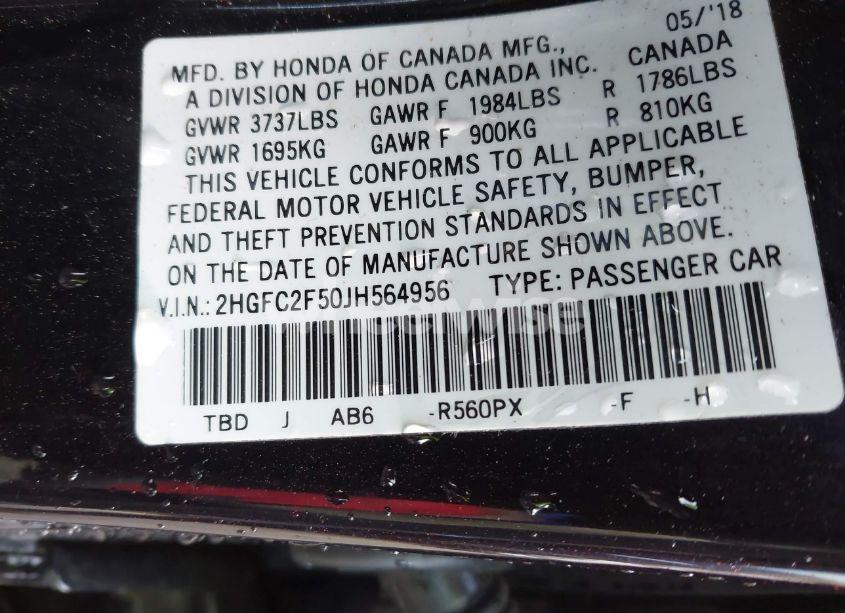 05/'18
MFD. BY HONDA OF CANADA MFG.,
A DIVISION OF HONDA CANADA INC. CANADA
GVWR 3737LBS GAWR F 1984LBS R 1786LBS
GVWR 1695KG GAWR F 900KG R 810KG
THIS VEHICLE CONFORMS TO ALL APPLICABLE
FEDERAL MOTOR VEHICLE SAFETY, BUMPER,
AND THEFT PREVENTION STANDARDS IN EFFECT
ON THE DATE OF MANUFACTURE SHOWN ABOVE.
V.I.N.: 2HGFC2F50JH564956 TYPE: PASSENGER CAR
TBD J AB6 -R560PX -F -H